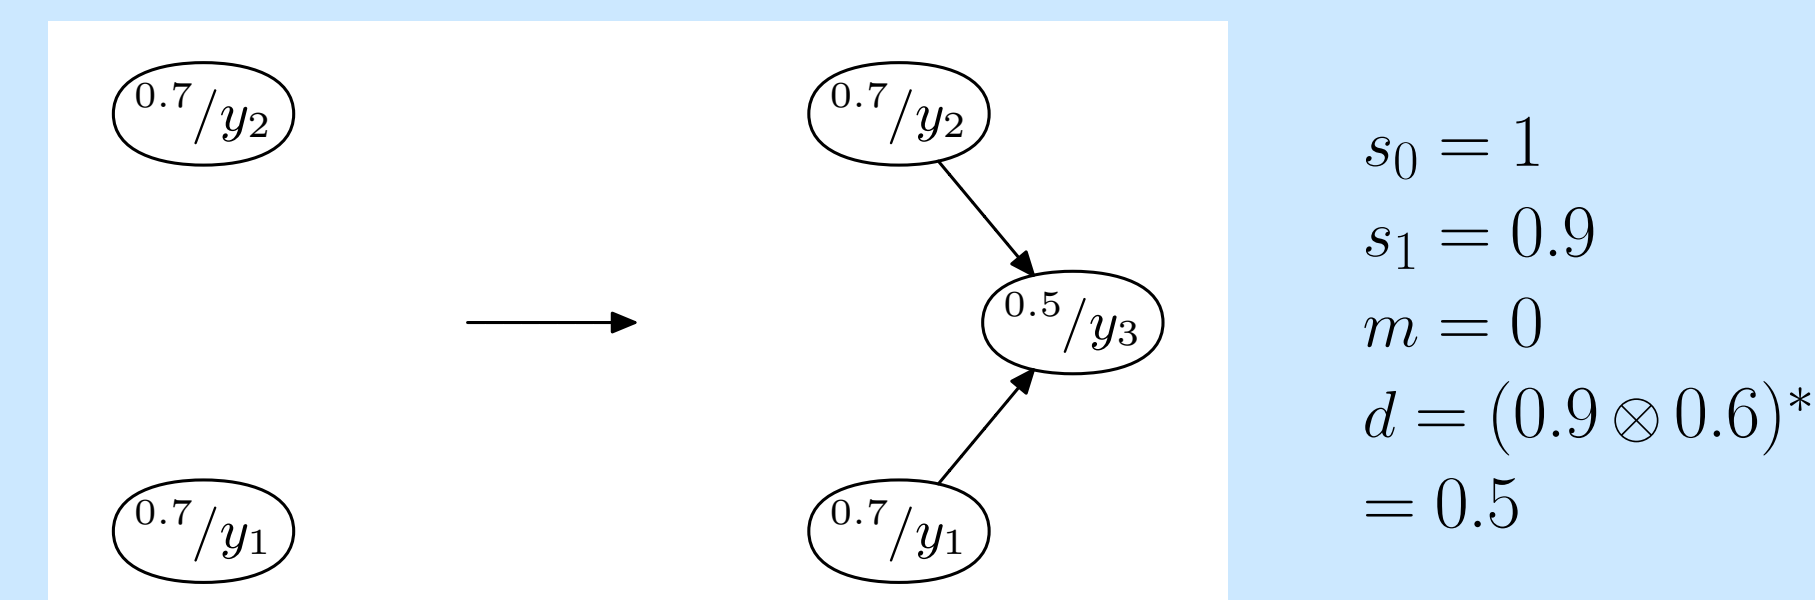 0.7/y2
0.7/y1
0.7/y2
0.5/y3
0.7/y1
s0 = 1
s1 = 0.9
m = 0
d = (0.9 ⊗ 0.6)*
= 0.5